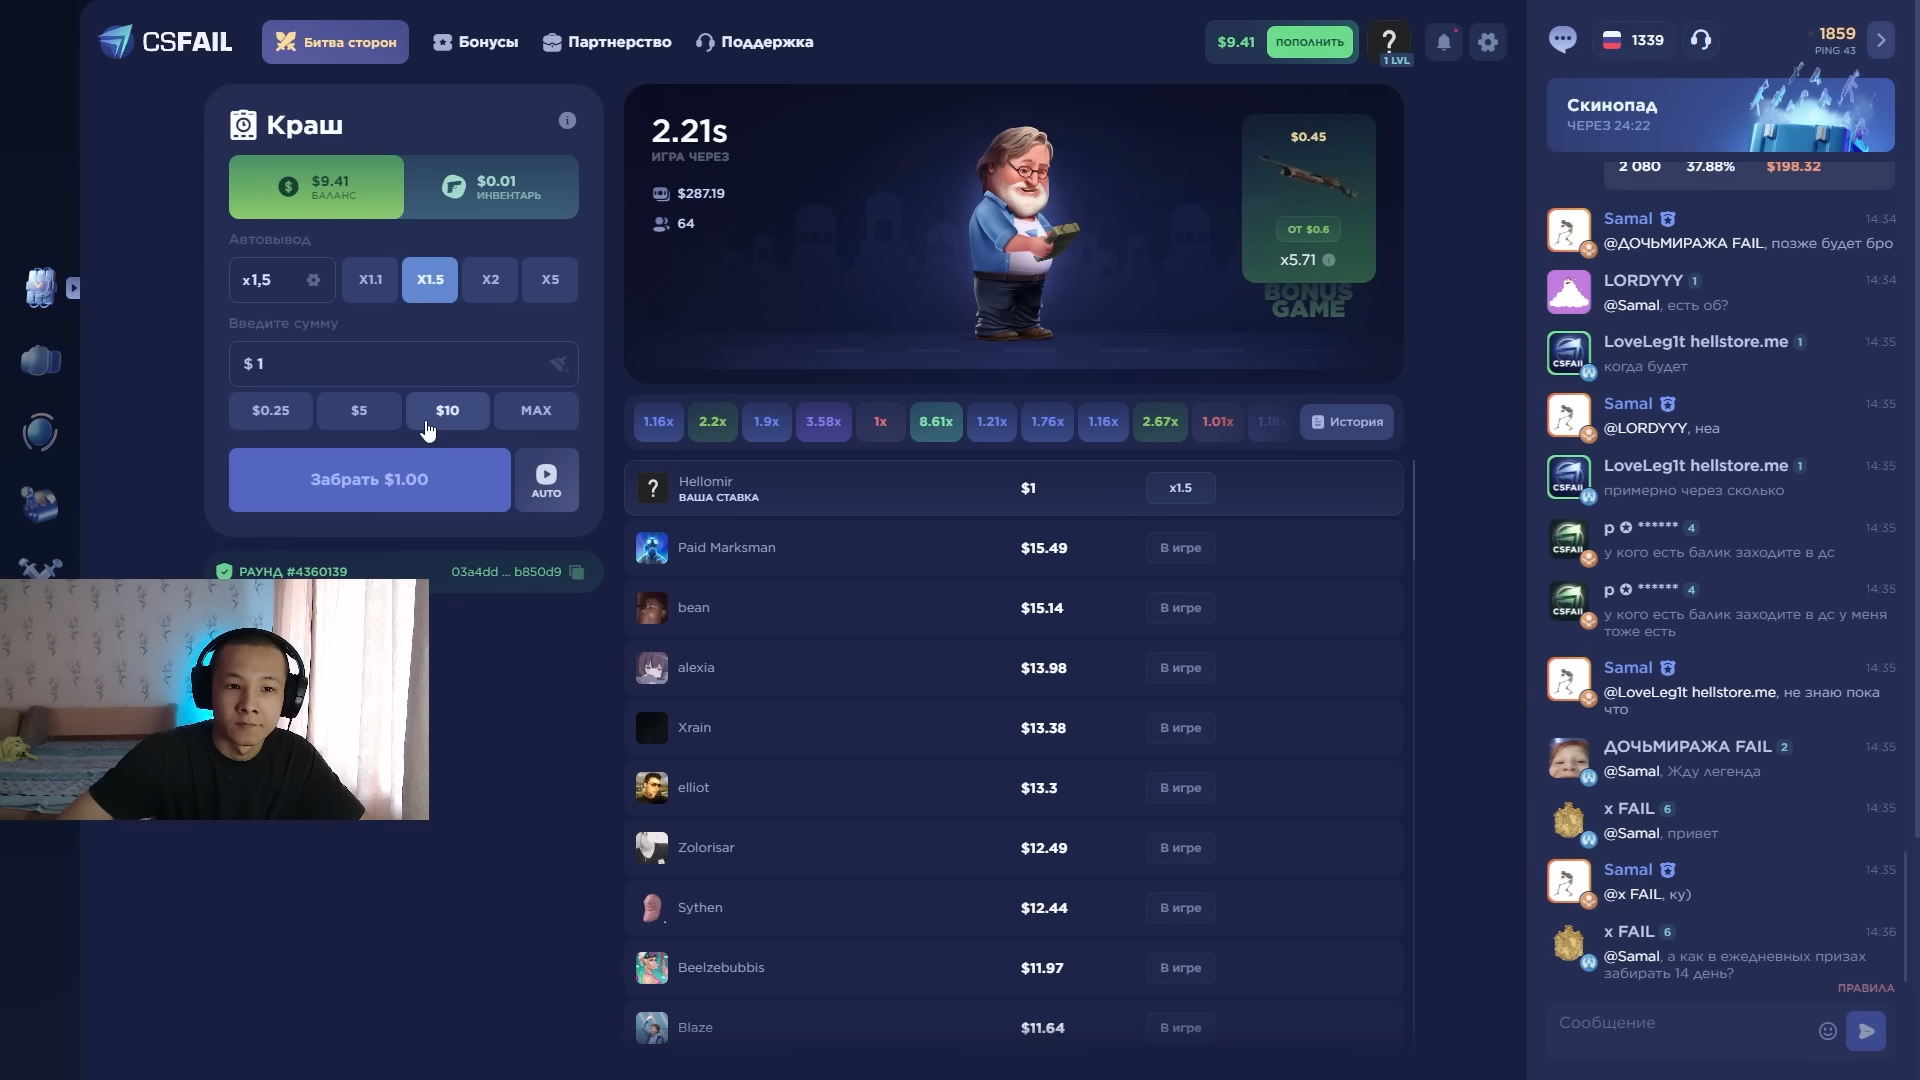 CSFAIL
Битва сторон
Бонусы
Партнерство
Поддержка
$9.41
ПОПОЛНИТЬ
?
1 LVL
1339
1859
PING 43
Краш
$9.41
БАЛАНС
$0.01
ИНВЕНТАРЬ
Автовывод
x1,5
X1.1
X1.5
X2
X5
Введите сумму
$ 1
$0.25
$5
$10
MAX
Забрать $1.00
AUTO
РАУНД #4360139
03a4dd ... b850d9
2.21s
ИГРА ЧЕРЕЗ
$287.19
64
$0.45
ОТ $0.6
x5.71
BONUS
GAME
1.16x
2.2x
1.9x
3.58x
1x
8.61x
1.21x
1.76x
1.16x
2.67x
1.01x
1.18x
История
?
Hellomir
ВАША СТАВКА
$1
x1.5
Paid Marksman
$15.49
В игре
bean
$15.14
В игре
alexia
$13.98
В игре
Xrain
$13.38
В игре
elliot
$13.3
В игре
Zolorisar
$12.49
В игре
Sythen
$12.44
В игре
Beelzebubbis
$11.97
В игре
Blaze
$11.64
В игре
Скинопад
ЧЕРЕЗ 24:22
2 080
37.88%
$198.32
Samal
14:34
@ДОЧЬМИРАЖА FAIL, позже будет бро
LORDYYY 1
14:34
@Samal, есть об?
LoveLeg1t hellstore.me 1
14:35
CSFAIL
когда будет
Samal
14:35
@LORDYYY, неа
LoveLeg1t hellstore.me 1
14:35
CSFAIL
примерно через сколько
p ✪ ****** 4
14:35
CSFAIL
у кого есть балик заходите в дс
p ✪ ****** 4
14:35
CSFAIL
у кого есть балик заходите в дс у меня
тоже есть
Samal
14:35
@LoveLeg1t hellstore.me, не знаю пока
что
ДОЧЬМИРАЖА FAIL 2
14:35
@Samal, Жду легенда
x FAIL 6
14:35
@Samal, привет
Samal
14:35
@x FAIL, ку)
x FAIL 6
14:36
@Samal, а как в ежедневных призах
забирать 14 день?
ПРАВИЛА
Сообщение